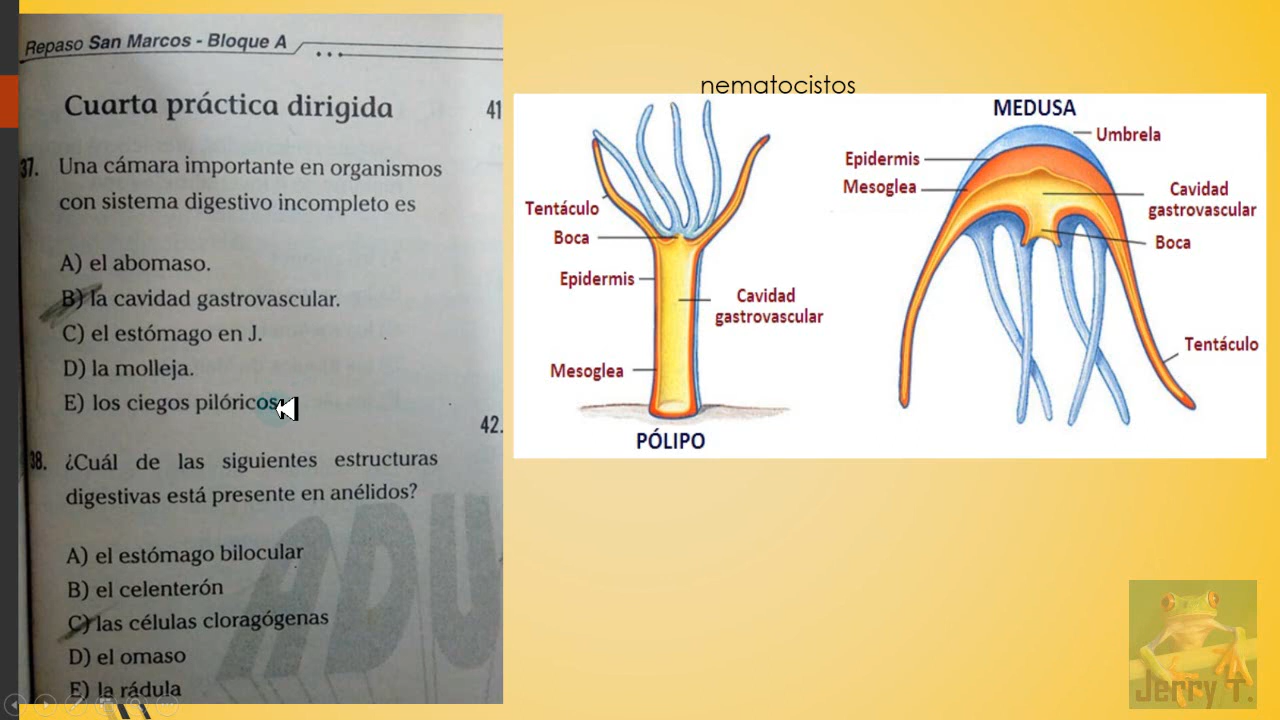 Repaso San Marcos - Bloque A
Cuarta práctica dirigida
41
37. Una cámara importante en organismos
con sistema digestivo incompleto es
A) el abomaso.
B) la cavidad gastrovascular.
C) el estómago en J.
D) la molleja.
E) los ciegos pilóricos
42.
38. ¿Cuál de las siguientes estructuras
digestivas está presente en anélidos?
A) el estómago bilocular
B) el celenterón
C) las células cloragógenas
D) el omaso
E) la rádula
ADU
nematocistos
Tentáculo
Boca
Epidermis
Cavidad
gastrovascular
Mesoglea
PÓLIPO
MEDUSA
Umbrela
Epidermis
Mesoglea
Cavidad
gastrovascular
Boca
Tentáculo
Jerry T.